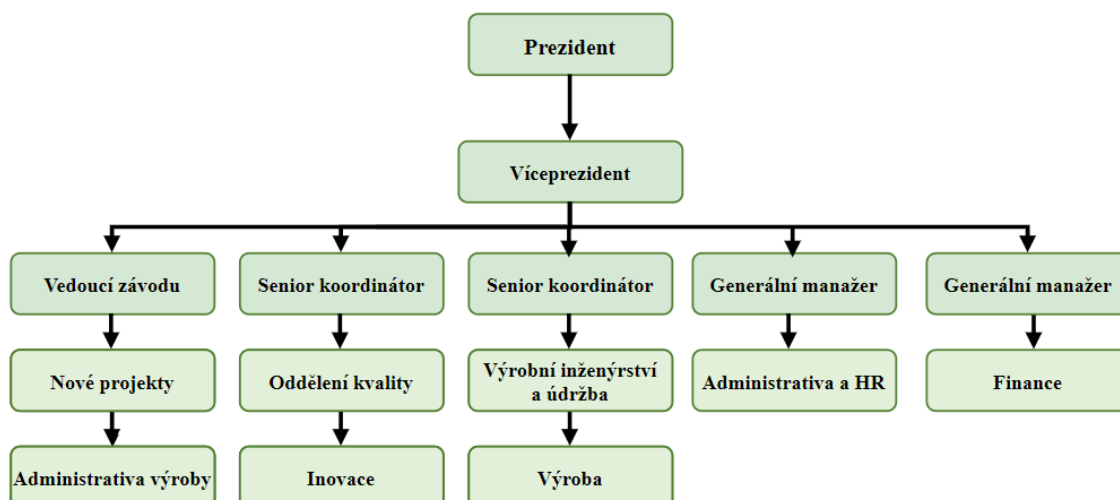 Prezident
Víceprezident
Vedoucí závodu
Senior koordinátor
Senior koordinátor
Generální manažer
Generální manažer
Nové projekty
Oddělení kvality
Výrobní inženýrství
a údržba
Administrativa a HR
Finance
Administrativa výroby
Inovace
Výroba